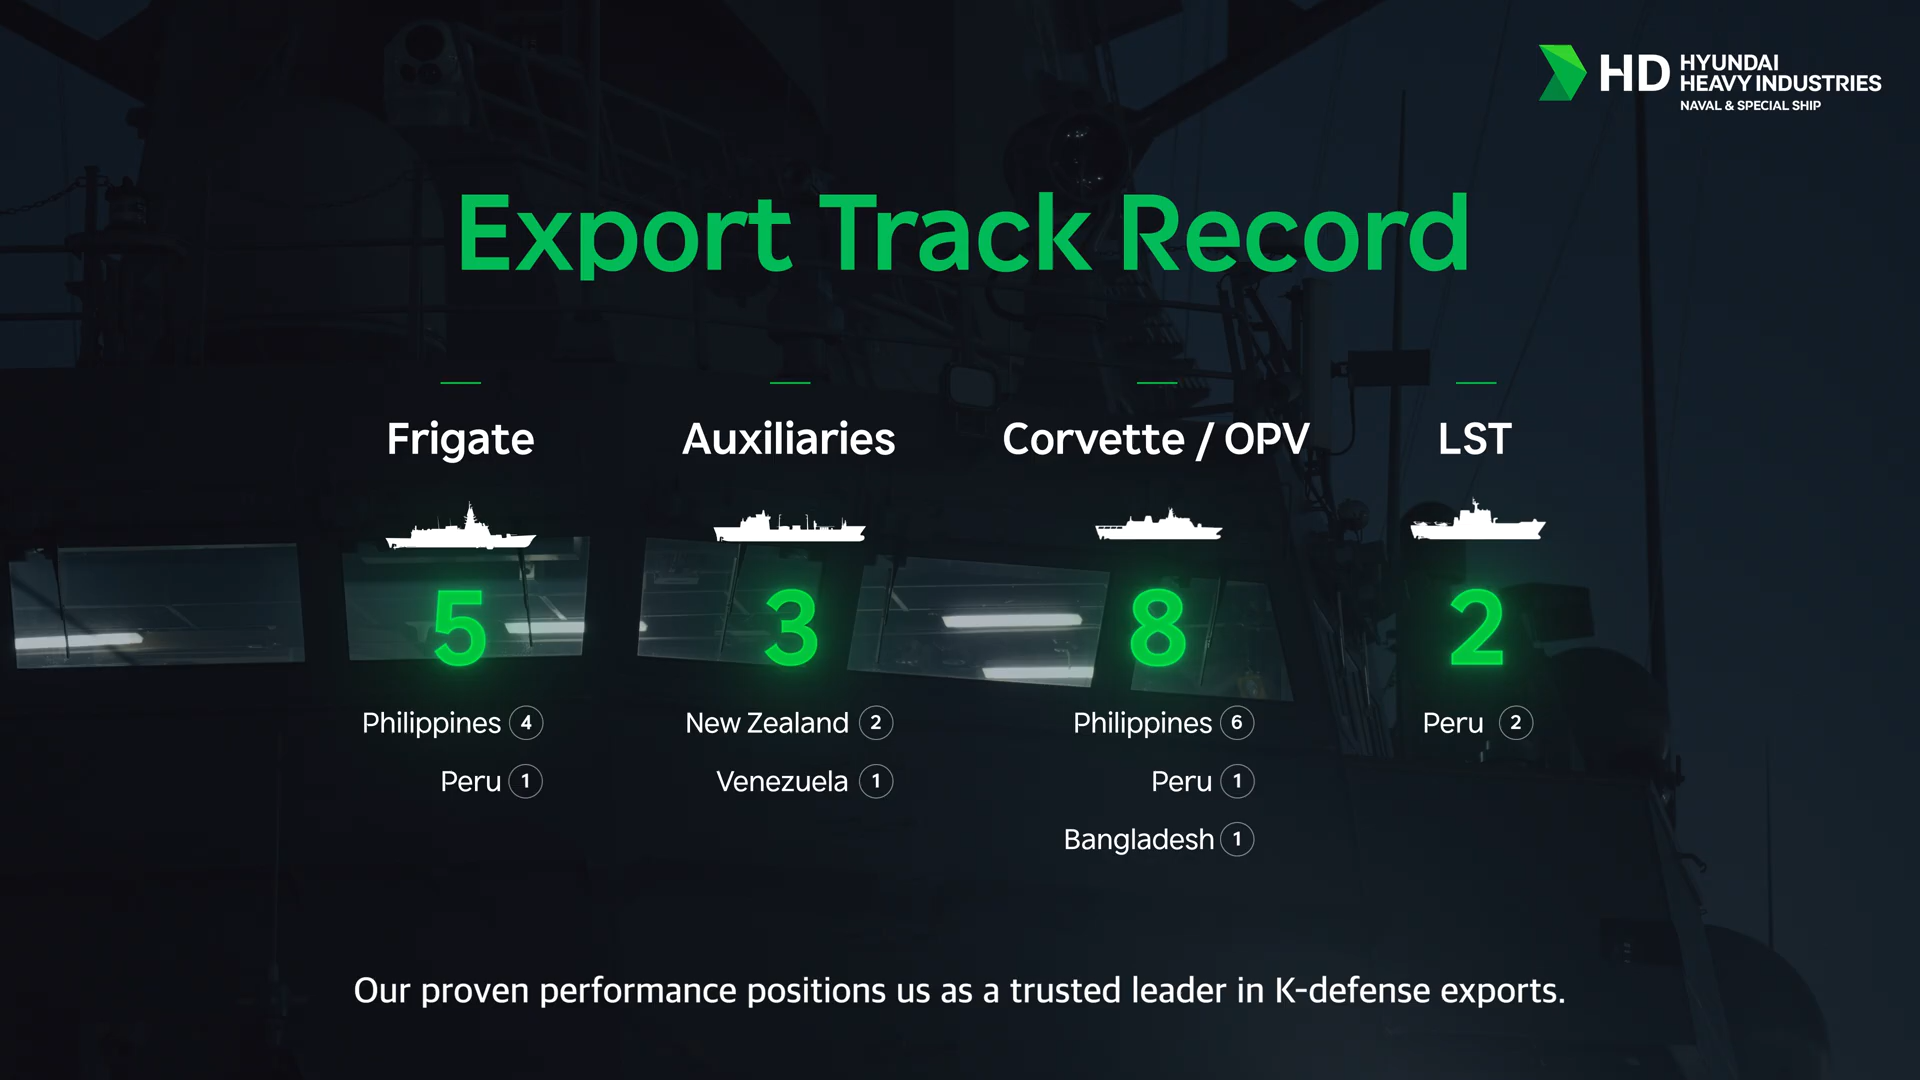 HD HYUNDAI
HEAVY INDUSTRIES
NAVAL & SPECIAL SHIP
Export Track Record
Frigate
5
Philippines 4
Peru 1
Auxiliaries
3
New Zealand 2
Venezuela 1
Corvette / OPV
8
Philippines 6
Peru 1
Bangladesh 1
LST
2
Peru 2
Our proven performance positions us as a trusted leader in K-defense exports.